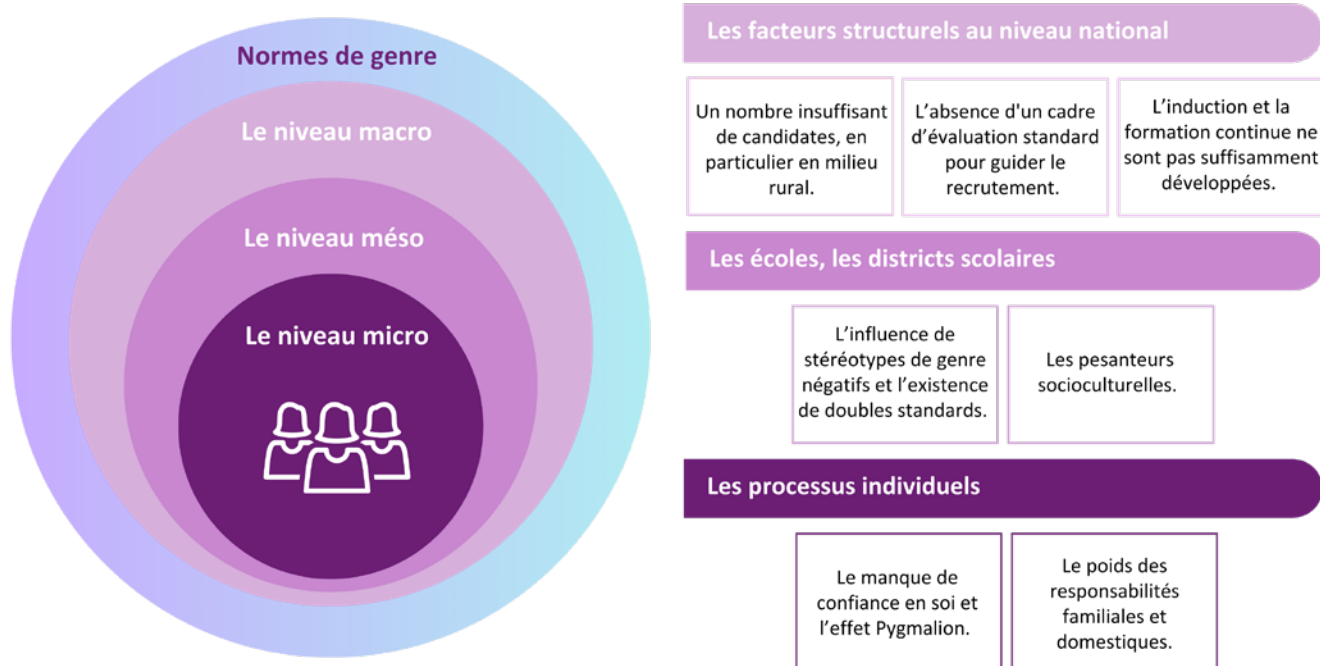 Normes de genre
Le niveau macro
Le niveau méso
Le niveau micro
Les facteurs structurels au niveau national
Un nombre insuffisant
de candidates, en
particulier en milieu
rural.
L'absence d'un cadre
d'évaluation standard
pour guider le
recrutement.
L'induction et la
formation continue ne
sont pas suffisamment
développées.
Les écoles, les districts scolaires
L'influence de
stéréotypes de genre
négatifs et l'existence
de doubles standards.
Les pesanteurs
socioculturelles.
Les processus individuels
Le manque de
confiance en soi et
l'effet Pygmalion.
Le poids des
responsabilités
familiales et
domestiques.